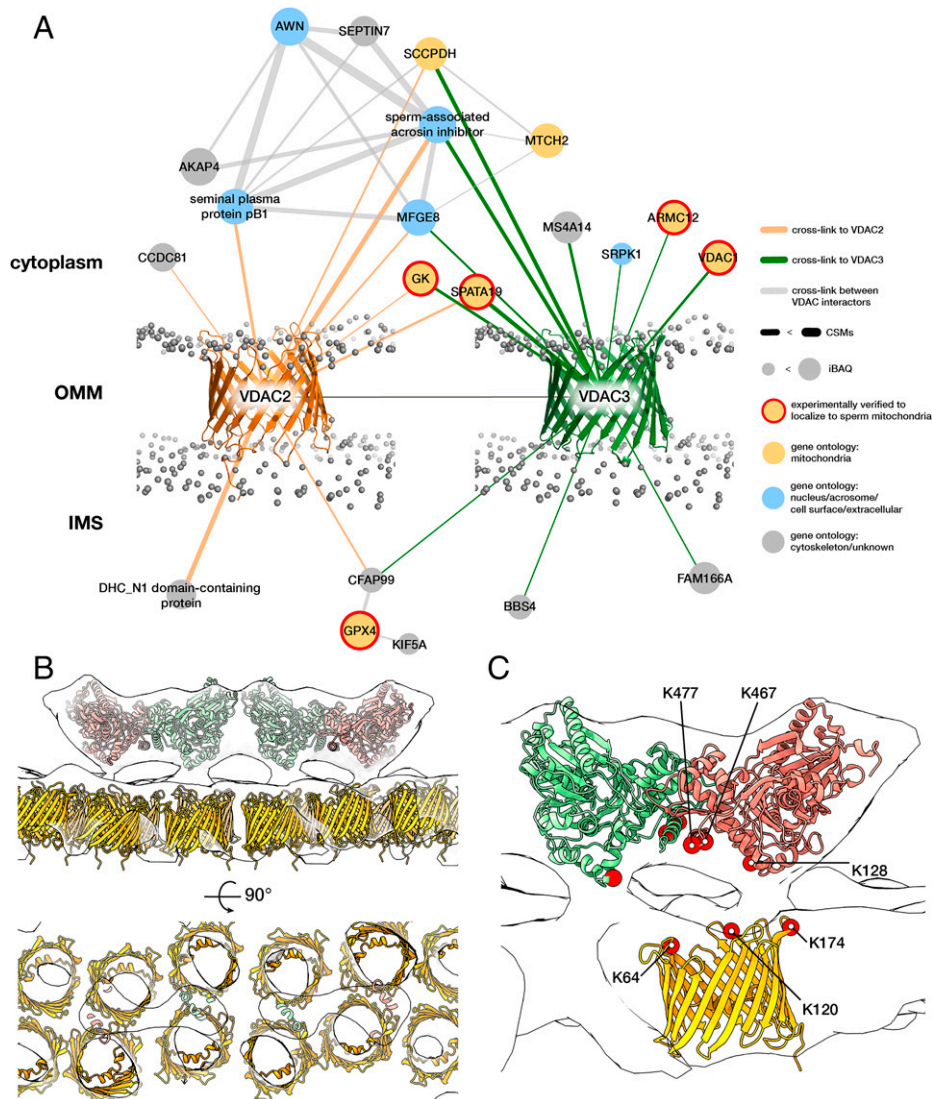 A
AWN
SEPTIN7
SCCPDH
sperm-associated
acrosin inhibitor
MTCH2
AKAP4
seminal plasma
protein pB1
MFGE8
MS4A14
ARMC12
SRPK1
VDAC1
cytoplasm
CCDC81
GK
SPATA19
cross-link to VDAC2
cross-link to VDAC3
cross-link between
VDAC interactors
< CSMs
< iBAQ
OMM
VDAC2
VDAC3
experimentally verified to
localize to sperm mitochondria
gene ontology:
mitochondria
gene ontology:
nucleus/acrosome/
cell surface/extracellular
gene ontology:
cytoskeleton/unknown
IMS
DHC_N1 domain-containing
protein
CFAP99
BBS4
FAM166A
GPX4
KIF5A
B
90°
C
K477
K467
K128
K174
K64
K120